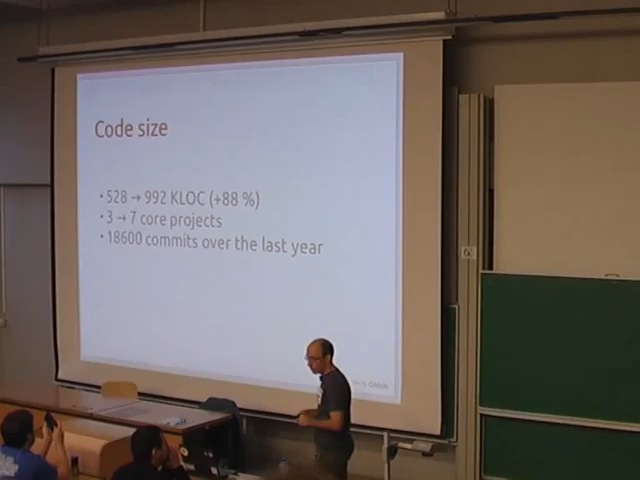 Code size
• 528 → 992 KLOC (+88 %)
• 3 → 7 core projects
• 18600 commits over the last year